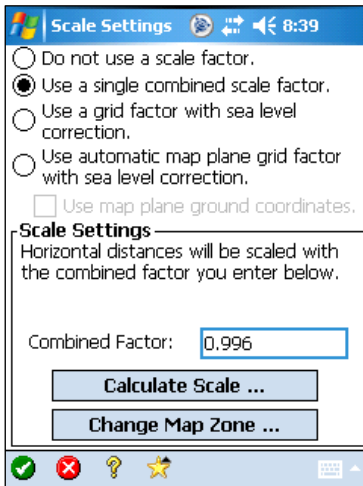 Scale Settings 8:39
Do not use a scale factor.
Use a single combined scale factor.
Use a grid factor with sea level
correction.
Use automatic map plane grid factor
with sea level correction.
Use map plane ground coordinates.
Scale Settings
Horizontal distances will be scaled with
the combined factor you enter below.
Combined Factor: 0.996
Calculate Scale ...
Change Map Zone ...